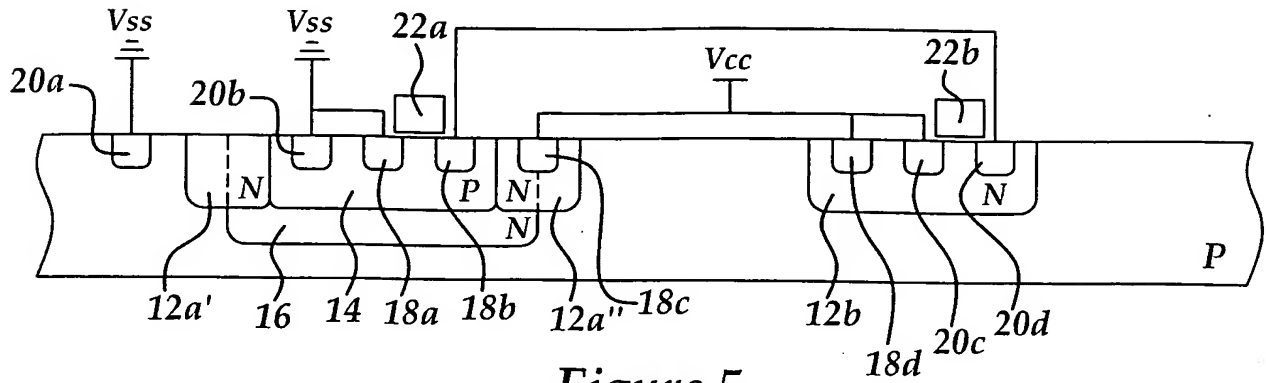 Vss
Vss
22a
Vcc
22b
20a
20b
N
P
N
N
N
P
12a'
16
14
18a
18b
12a"
18c
12b
18d
20c
20d
Figure 5